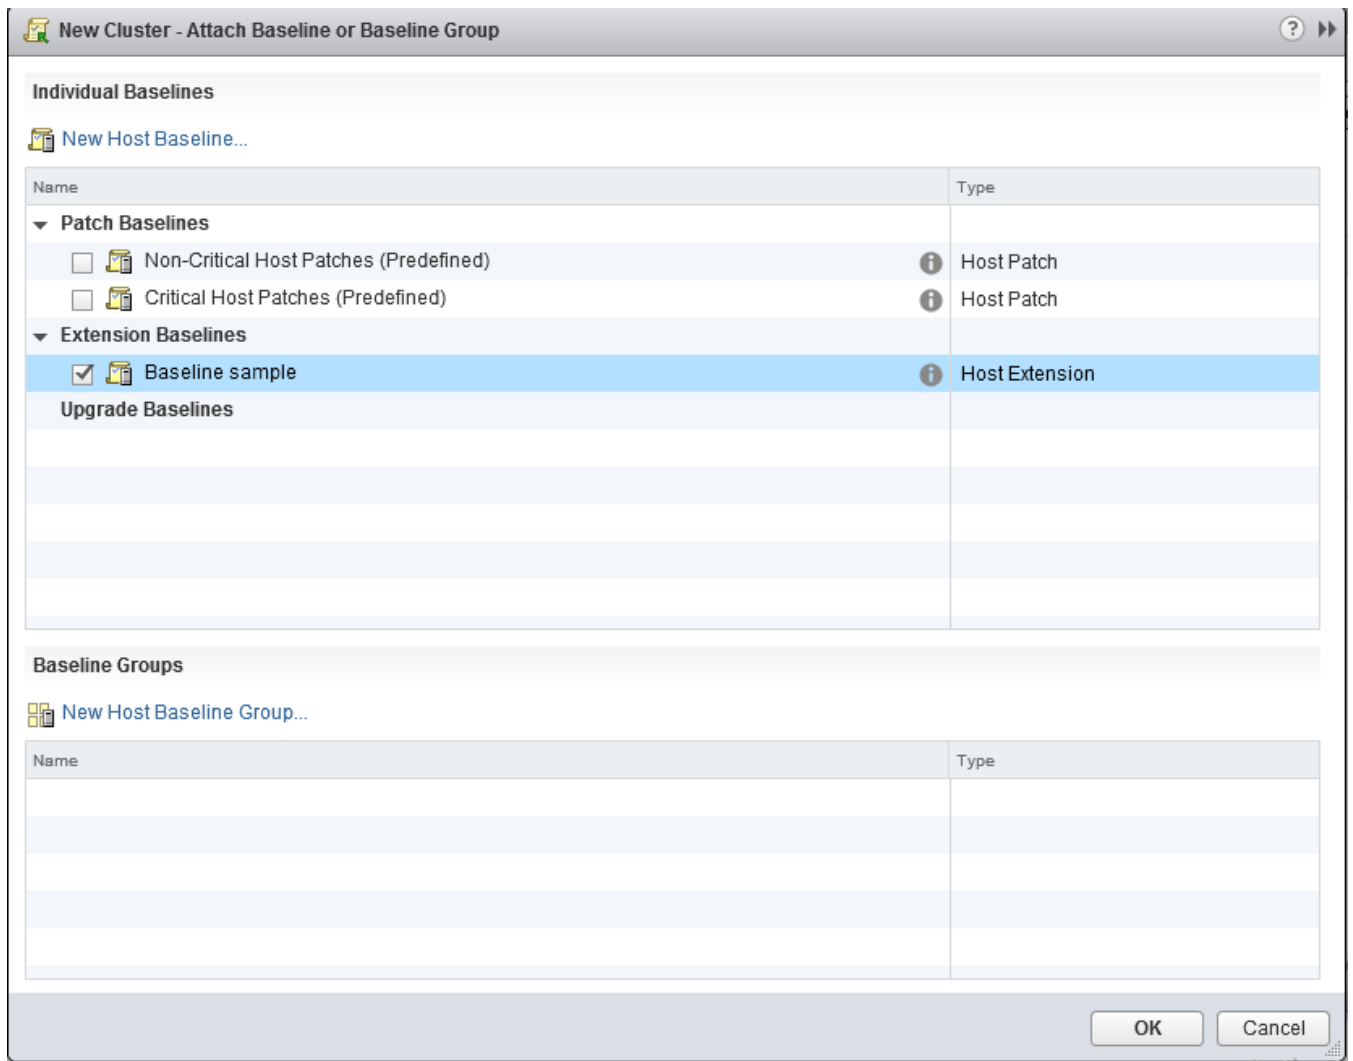 New Cluster - Attach Baseline or Baseline Group
Individual Baselines
New Host Baseline...
Name Type
Patch Baselines
Non-Critical Host Patches (Predefined) Host Patch
Critical Host Patches (Predefined) Host Patch
Extension Baselines
Baseline sample Host Extension
Upgrade Baselines
Baseline Groups
New Host Baseline Group...
Name Type
OK Cancel